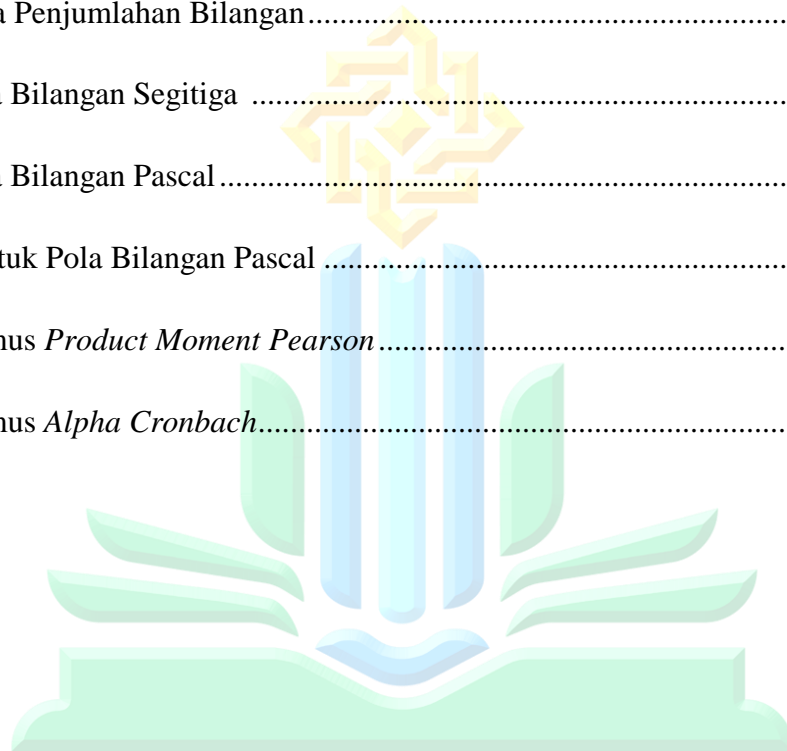 a Penjumlahan Bilangan...........................................................
a Bilangan Segitiga ..................................................................
a Bilangan Pascal......................................................................
tuk Pola Bilangan Pascal .........................................................
nus Product Moment Pearson..................................................
nus Alpha Cronbach.................................................................